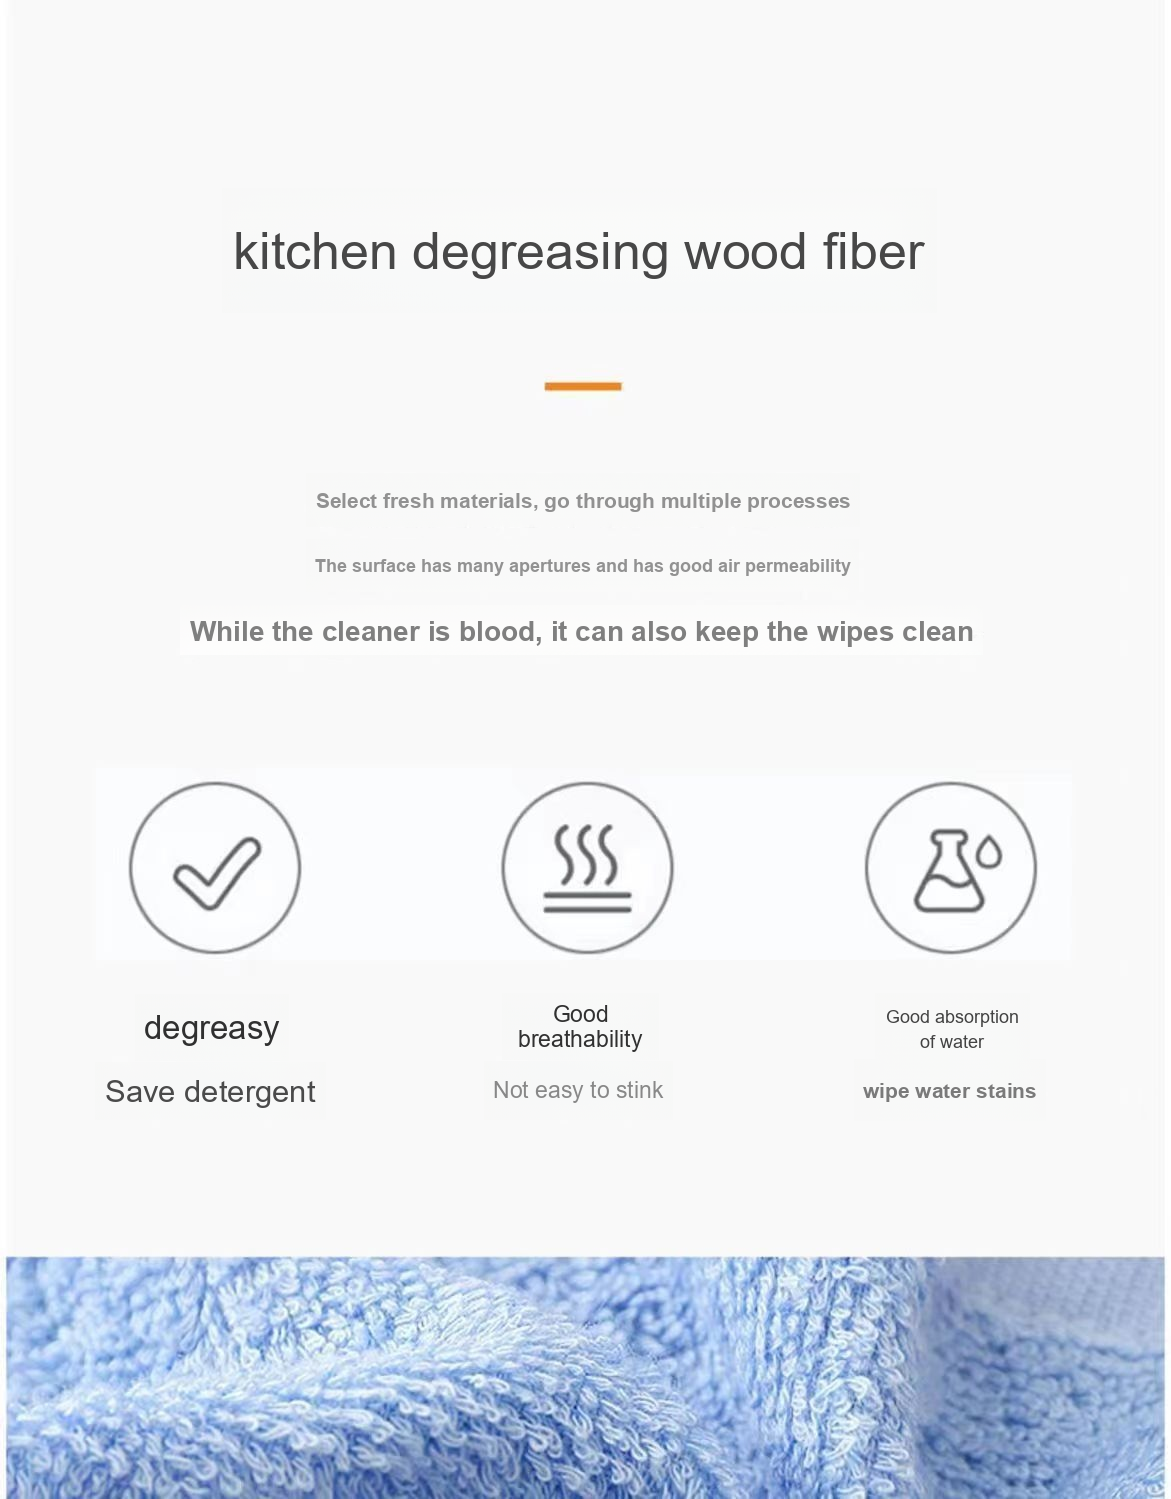 kitchen degreasing wood fiber
Select fresh materials, go through multiple processes
The surface has many apertures and has good air permeability
While the cleaner is blood, it can also keep the wipes clean
degreasy
Save detergent
Good
breathability
Not easy to stink
Good absorption
of water
wipe water stains